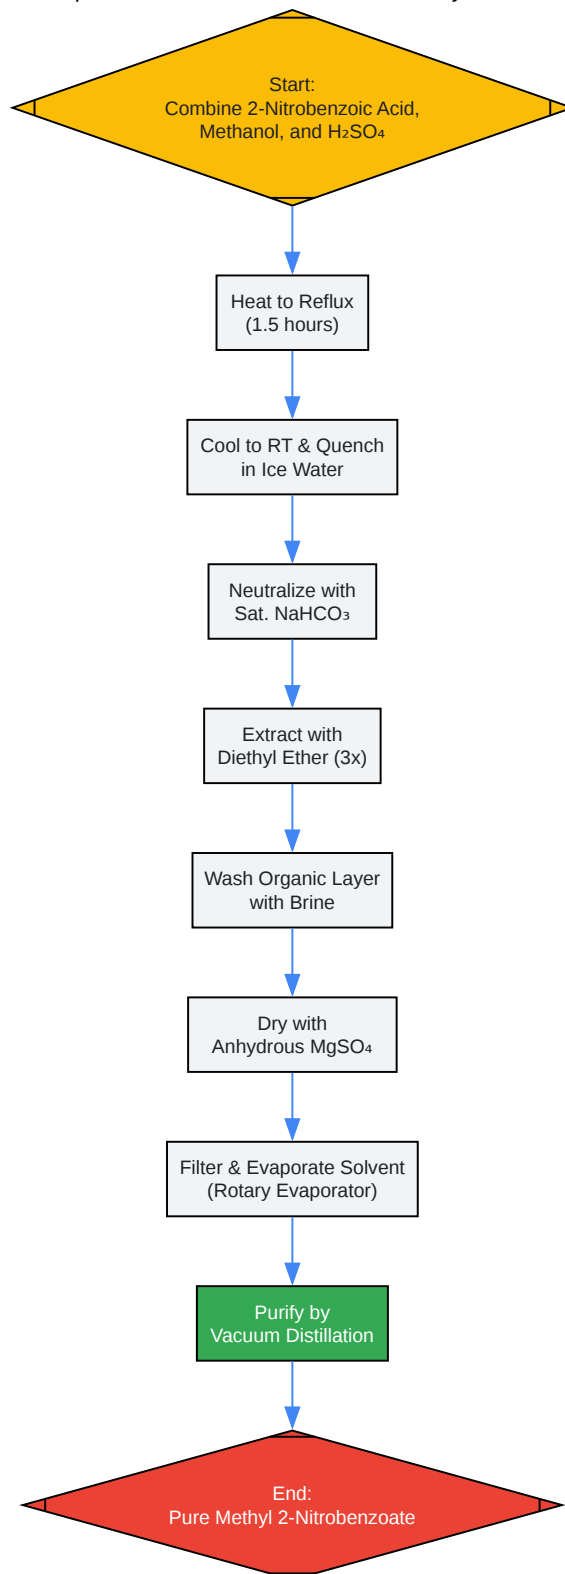 Start:
Combine 2-Nitrobenzoic Acid,
Methanol, and H₂SO₄
Heat to Reflux
(1.5 hours)
Cool to RT & Quench
in Ice Water
Neutralize with
Sat. NaHCO₃
Extract with
Diethyl Ether (3x)
Wash Organic Layer
with Brine
Dry with
Anhydrous MgSO₄
Filter & Evaporate Solvent
(Rotary Evaporator)
Purify by
Vacuum Distillation
End:
Pure Methyl 2-Nitrobenzoate